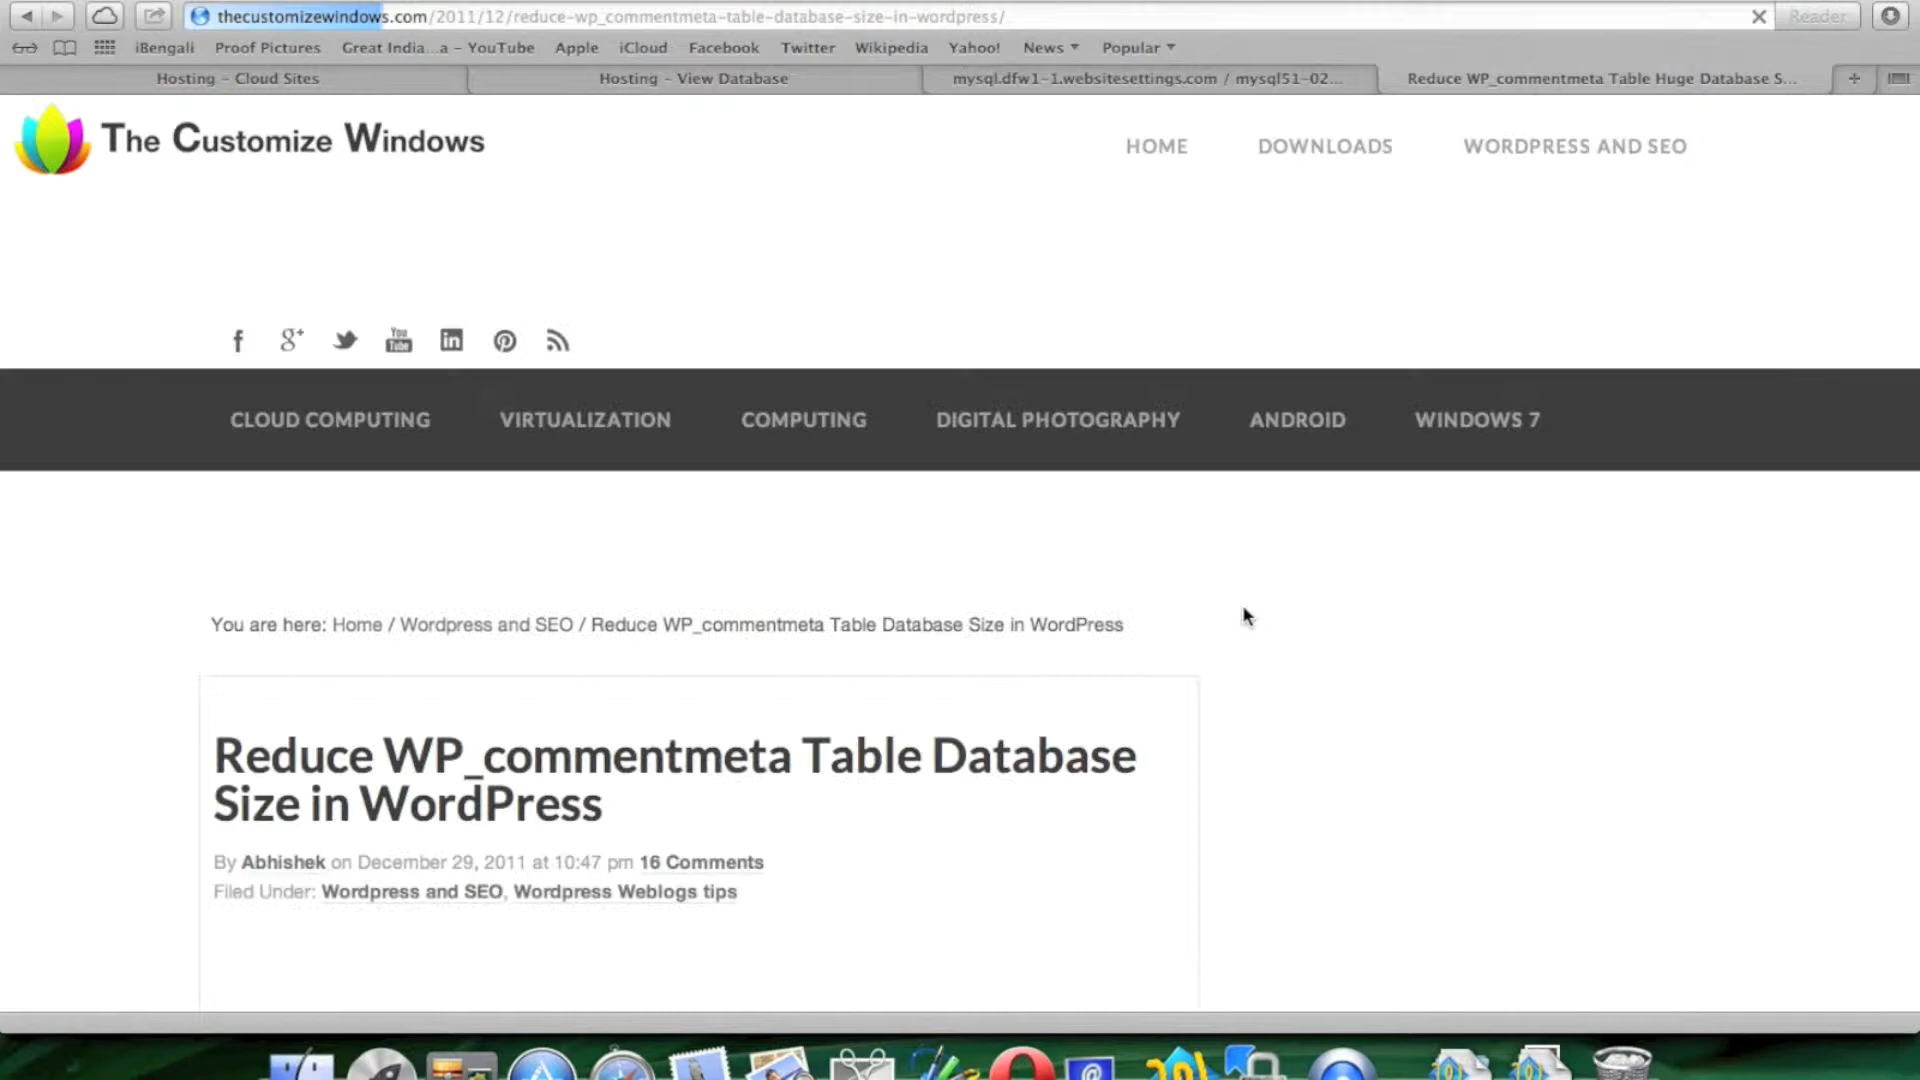 thecustomizewindows.com/2011/12/reduce-wp_commentmeta-table-database-size-in-wordpress/
Reader
iBengali Proof Pictures Great India...a – YouTube Apple iCloud Facebook Twitter Wikipedia Yahoo! News Popular
Hosting – Cloud Sites
Hosting – View Database
mysql.dfw1-1.websitesettings.com / mysql51-02...
Reduce WP_commentmeta Table Huge Database S...
The Customize Windows
HOME DOWNLOADS WORDPRESS AND SEO
f g+ You Tube in
CLOUD COMPUTING VIRTUALIZATION COMPUTING DIGITAL PHOTOGRAPHY ANDROID WINDOWS 7
You are here: Home / Wordpress and SEO / Reduce WP_commentmeta Table Database Size in WordPress
Reduce WP_commentmeta Table Database
Size in WordPress
By Abhishek on December 29, 2011 at 10:47 pm 16 Comments
Filed Under: Wordpress and SEO, Wordpress Weblogs tips
@